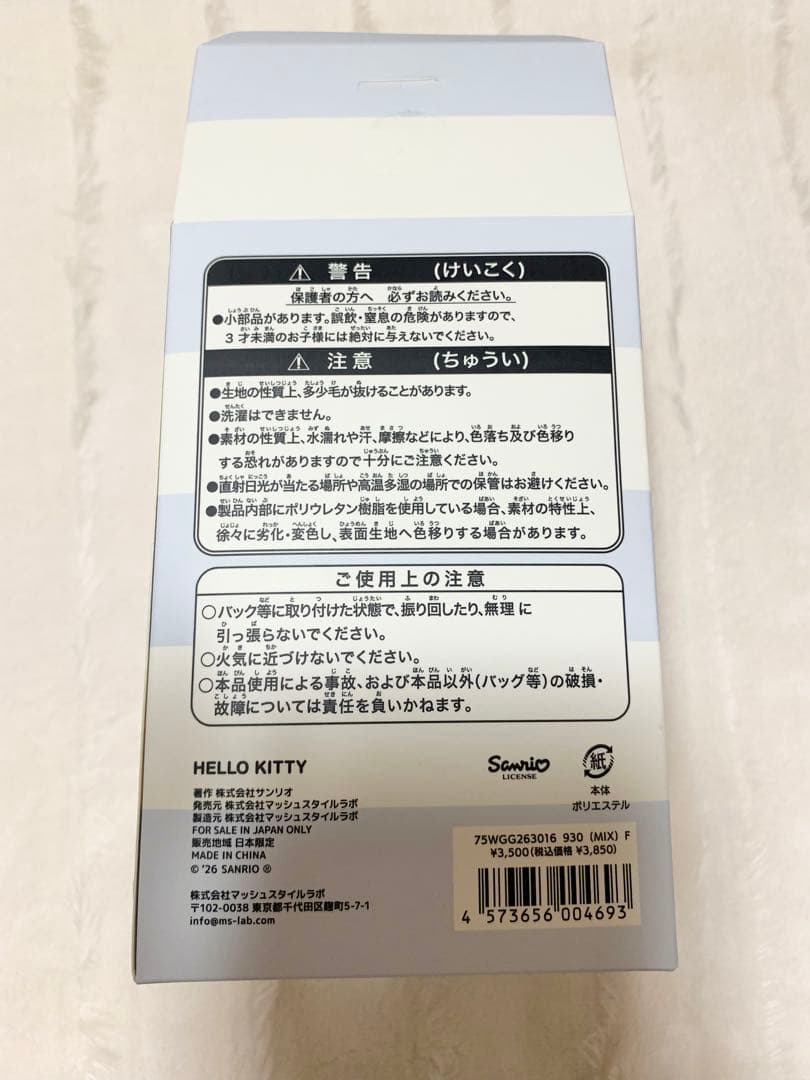 ⚠ 警告 (けいこく)
保護者の方へ 必ずお読みください。
●小部品があります。誤飲・窒息の危険がありますので、
3才未満のお子様には絶対に与えないでください。
⚠ 注意 (ちゅうい)
●生地の性質上、多少毛が抜けることがあります。
●洗濯はできません。
●素材の性質上、水濡れや汗、摩擦などにより、色落ち及び色移り
する恐れがありますので十分にご注意ください。
●直射日光が当たる場所や高温多湿の場所での保管はお避けください。
●製品内部にポリウレタン樹脂を使用している場合、素材の特性上、
徐々に劣化・変色し、表面生地へ色移りする場合があります。
ご使用上の注意
○バック等に取り付けた状態で、振り回したり、無理に
引っ張らないでください。
○火気に近づけないでください。
○本品使用による事故、および本品以外(バッグ等)の破損・
故障については責任を負いかねます。
HELLO KITTY
著作 株式会社サンリオ
発売元 株式会社マッシュスタイルラボ
製造元 株式会社マッシュスタイルラボ
FOR SALE IN JAPAN ONLY
販売地域 日本限定
MADE IN CHINA
© '26 SANRIO ®
株式会社マッシュスタイルラボ
〒102-0038 東京都千代田区麹町5-7-1
info@ms-lab.com
Sanrio
LICENSE
紙
本体
ポリエステル
75WGG263016 930 (MIX) F
¥3,500(税込価格 ¥3,850)
4 573656 004693